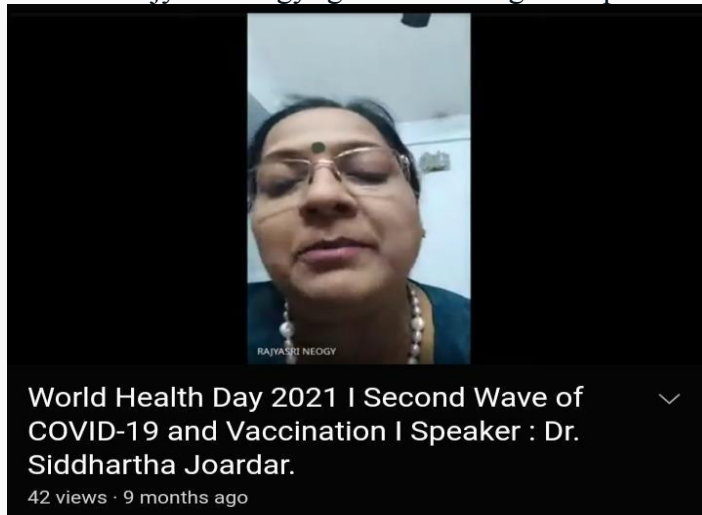 RAJYASRI NEOGY
World Health Day 2021 I Second Wave of
COVID-19 and Vaccination I Speaker : Dr.
Siddhartha Joardar.
42 views · 9 months ago